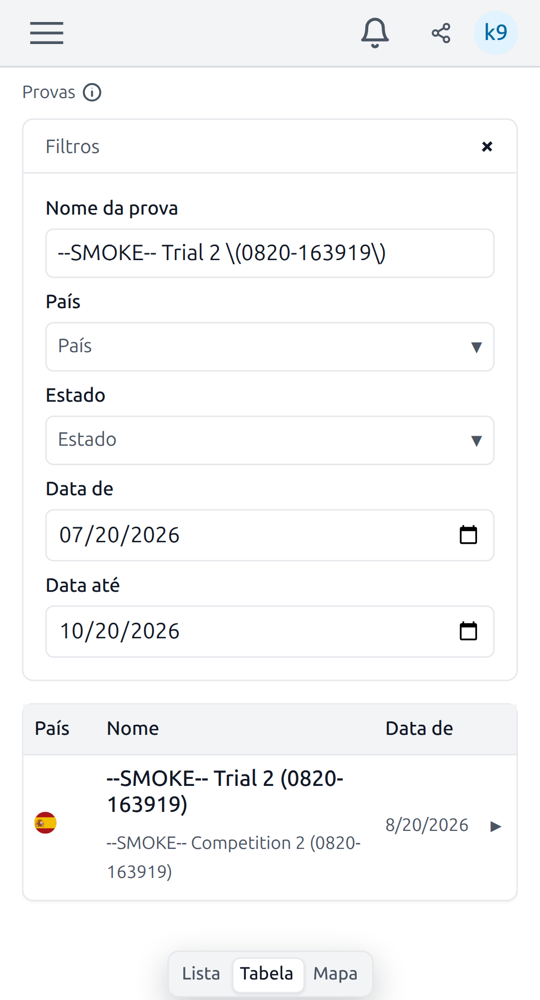 k9
Provas
Filtros
Nome da prova
--SMOKE-- Trial 2 \(0820-163919\)
País
País
Estado
Estado
Data de
07/20/2026
Data até
10/20/2026
País Nome Data de
--SMOKE-- Trial 2 (0820-
163919)
8/20/2026
--SMOKE-- Competition 2 (0820-
163919)
Lista Tabela Mapa